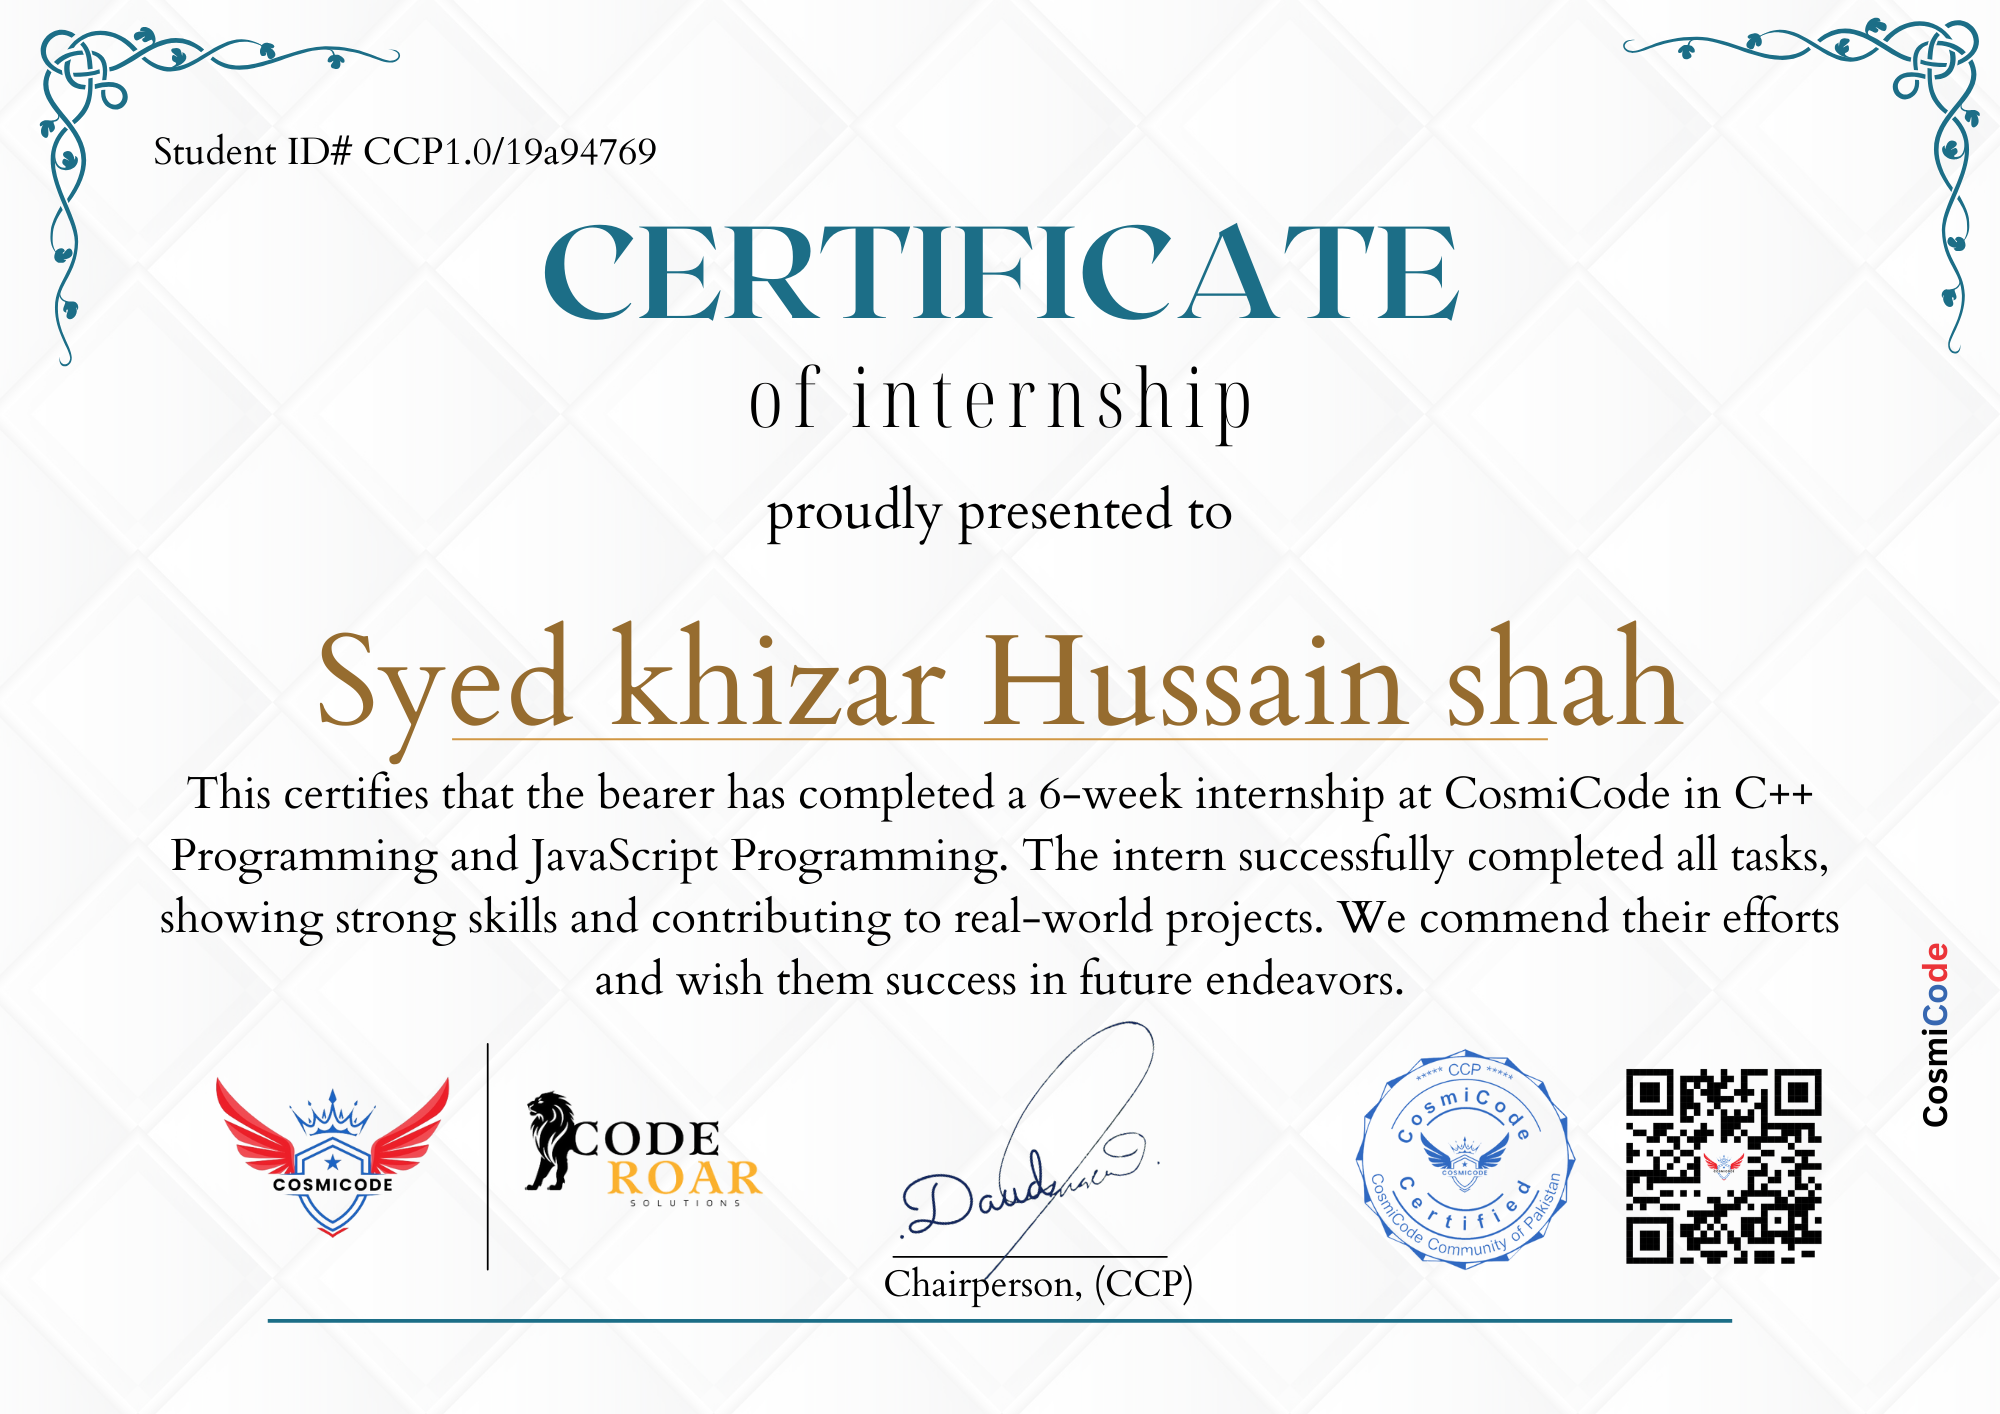 Student ID# CCP1.0/19a94769
CERTIFICATE
of internship
proudly presented to
Syed khizar Hussain shah
This certifies that the bearer has completed a 6-week internship at CosmiCode in C++
Programming and JavaScript Programming. The intern successfully completed all tasks,
showing strong skills and contributing to real-world projects. We commend their efforts
and wish them success in future endeavors.
CosmiCode
COSMICODE
CODE
ROAR
SOLUTIONS
Chairperson, (CCP)
***** CCP *****
CosmiCode
COSMICODE
Certified
CosmiCode Community of Pakistan